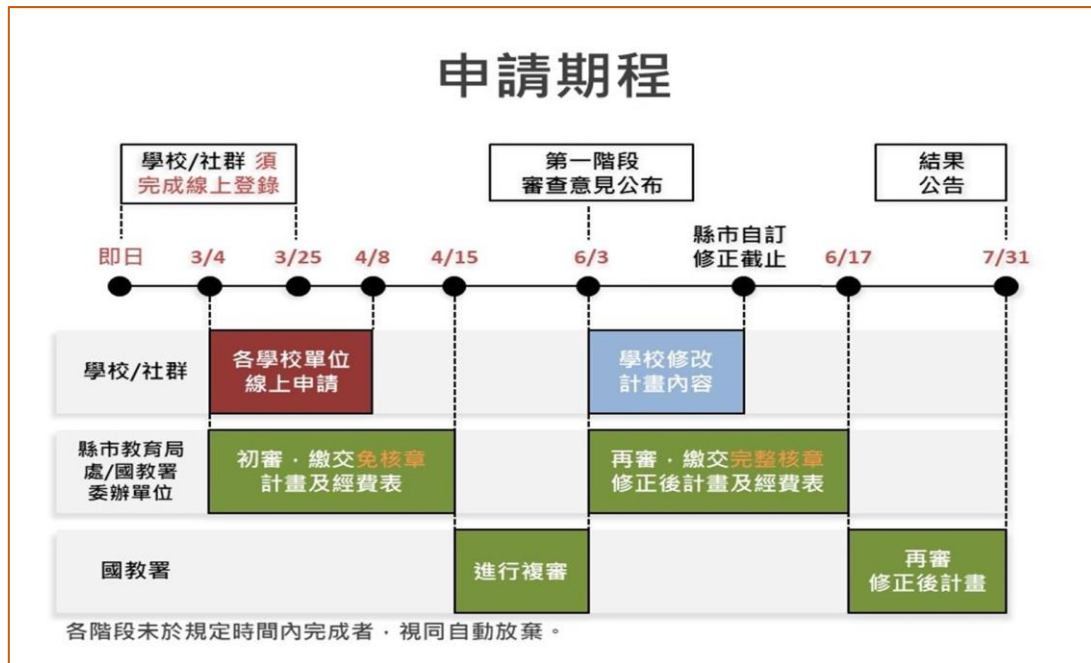 申請期程
學校/社群 須
完成線上登錄
第一階段
審查意見公布
結果
公告
縣市自訂
修正截止
即日
3/4
3/25
4/8
4/15
6/3
6/17
7/31
學校/社群
各學校單位
線上申請
學校修改
計畫內容
縣市教育局
處/國教署
委辦單位
初審，繳交免核章
計畫及經費表
再審，繳交完整核章
修正後計畫及經費表
國教署
進行複審
再審
修正後計畫
各階段未於規定時間內完成者，視同自動放棄。